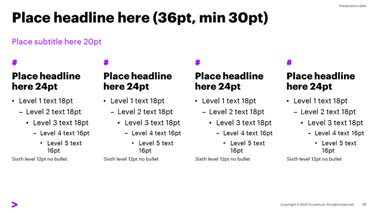 Presentation date
Place headline here (36pt, min 30pt)
Place subtitle here 20pt
#
Place headline
here 24pt
• Level 1 text 18pt
– Level 2 text 18pt
• Level 3 text 18pt
– Level 4 text 16pt
• Level 5 text
16pt
Sixth level 12pt no bullet
#
Place headline
here 24pt
• Level 1 text 18pt
– Level 2 text 18pt
• Level 3 text 18pt
– Level 4 text 16pt
• Level 5 text
16pt
Sixth level 12pt no bullet
#
Place headline
here 24pt
• Level 1 text 18pt
– Level 2 text 18pt
• Level 3 text 18pt
– Level 4 text 16pt
• Level 5 text
16pt
Sixth level 12pt no bullet
#
Place headline
here 24pt
• Level 1 text 18pt
– Level 2 text 18pt
• Level 3 text 18pt
– Level 4 text 16pt
• Level 5 text
16pt
Sixth level 12pt no bullet
>
Copyright © 2020 Accenture. All rights reserved.